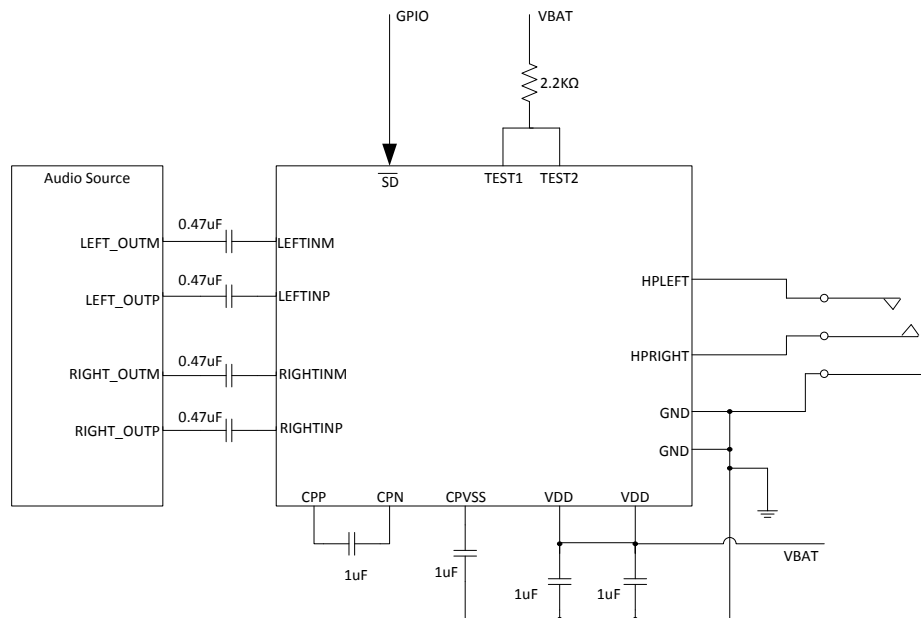 GPIO
VBAT
2.2KΩ
Audio Source
SD
TEST1
TEST2
0.47uF
LEFT_OUTM
LEFTINM
0.47uF
LEFT_OUTP
LEFTINP
HPLEFT
HPRIGHT
0.47uF
RIGHT_OUTM
RIGHTINM
0.47uF
RIGHT_OUTP
RIGHTINP
GND
GND
CPP
CPN
CPVSS
VDD
VDD
VBAT
1uF
1uF
1uF
1uF